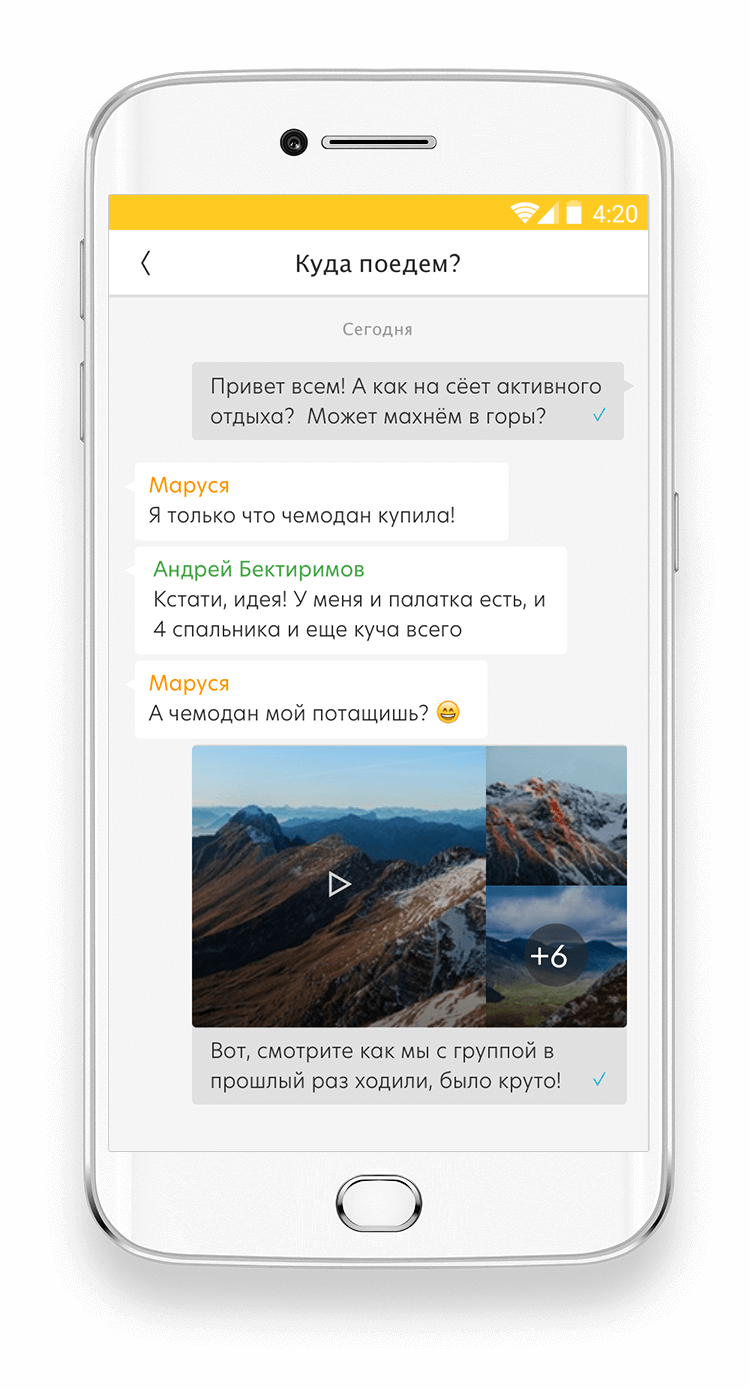 4:20
Куда поедем?
Сегодня
Привет всем! А как на сёет активного
отдыха? Может махнём в горы?
Маруся
Я только что чемодан купила!
Андрей Бектиримов
Кстати, идея! У меня и палатка есть, и
4 спальника и еще куча всего
Маруся
А чемодан мой потащишь? 😄
+6
Вот, смотрите как мы с группой в
прошлый раз ходили, было круто!